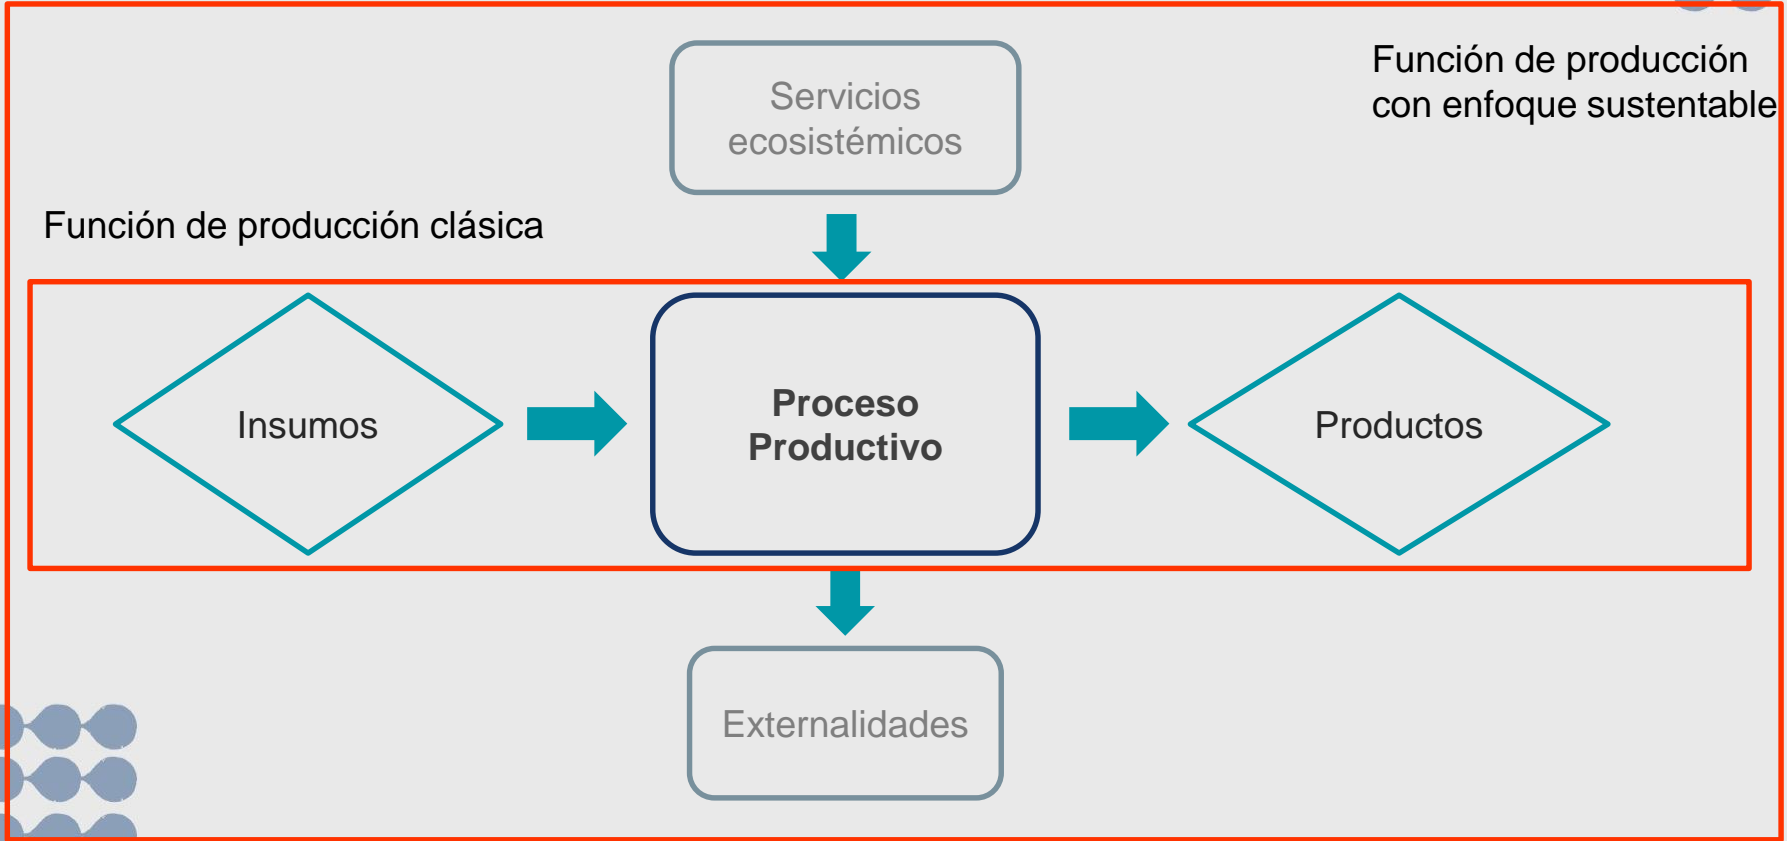 Servicios
ecosistémicos
Función de producción
con enfoque sustentable
Función de producción clásica
Insumos
Proceso
Productivo
Productos
Externalidades